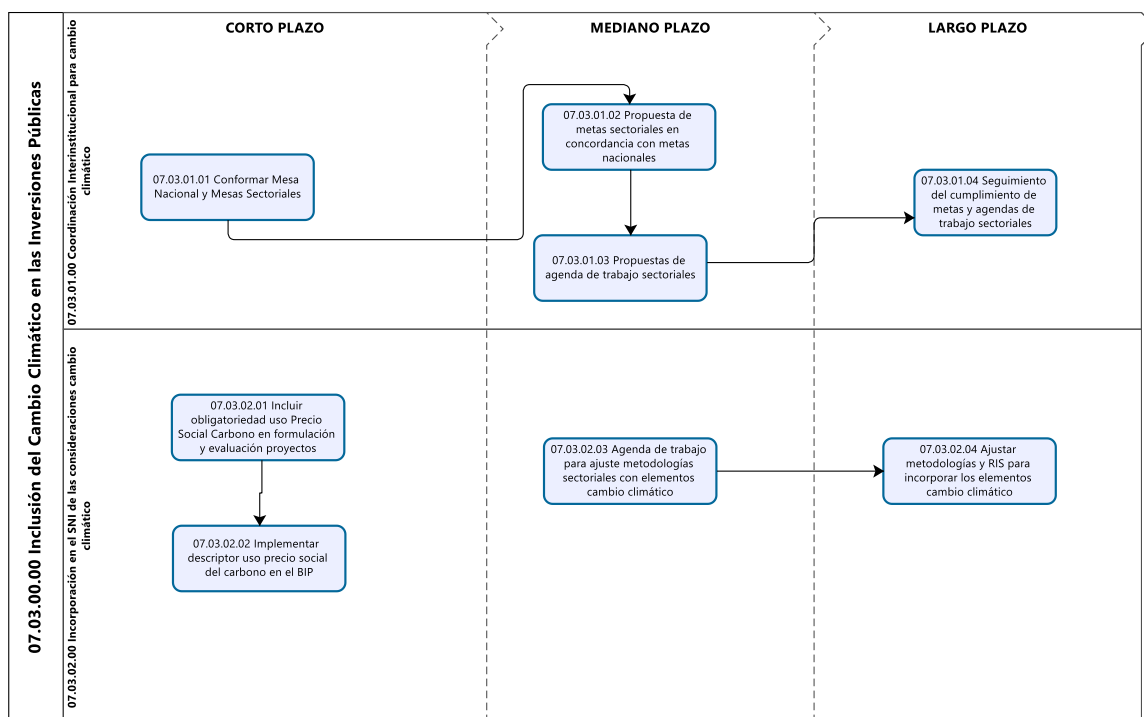 07.03.00.00 Inclusión del Cambio Climático en las Inversiones Públicas
CORTO PLAZO
MEDIANO PLAZO
LARGO PLAZO
07.03.01.00 Coordinación Interinstitucional para cambio
climático
07.03.01.01 Conformar Mesa
Nacional y Mesas Sectoriales
07.03.01.02 Propuesta de
metas sectoriales en
concordancia con metas
nacionales
07.03.01.03 Propuestas de
agenda de trabajo sectoriales
07.03.01.04 Seguimiento
del cumplimiento de
metas y agendas de
trabajo sectoriales
07.03.02.00 Incorporación en el SNI de las consideraciones cambio
climático
07.03.02.01 Incluir
obligatoriedad uso Precio
Social Carbono en formulación
y evaluación proyectos
07.03.02.02 Implementar
descriptor uso precio social
del carbono en el BIP
07.03.02.03 Agenda de trabajo
para ajuste metodologías
sectoriales con elementos
cambio climático
07.03.02.04 Ajustar
metodologías y RIS para
incorporar los elementos
cambio climático